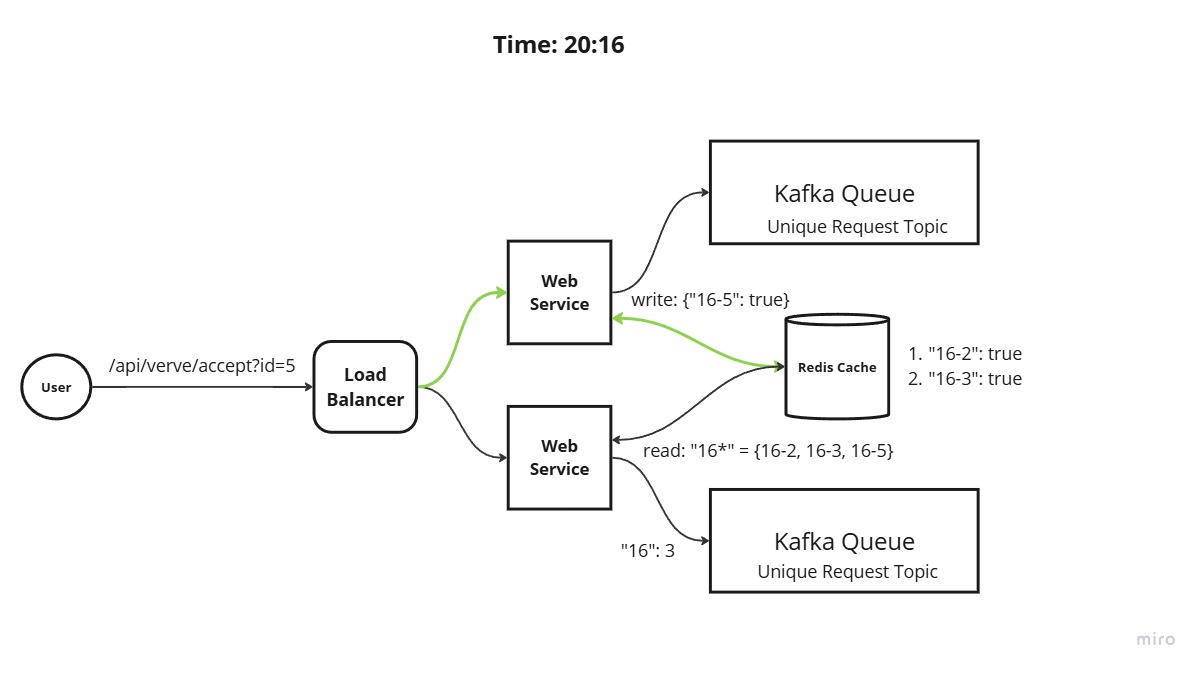 Time: 20:16
Kafka Queue
Unique Request Topic
Web
Service
write: {"16-5": true}
/api/verve/accept?id=5
User
Load
Balancer
Redis Cache
1. "16-2": true
2. "16-3": true
Web
Service
read: "16*" = {16-2, 16-3, 16-5}
"16": 3
Kafka Queue
Unique Request Topic
miro